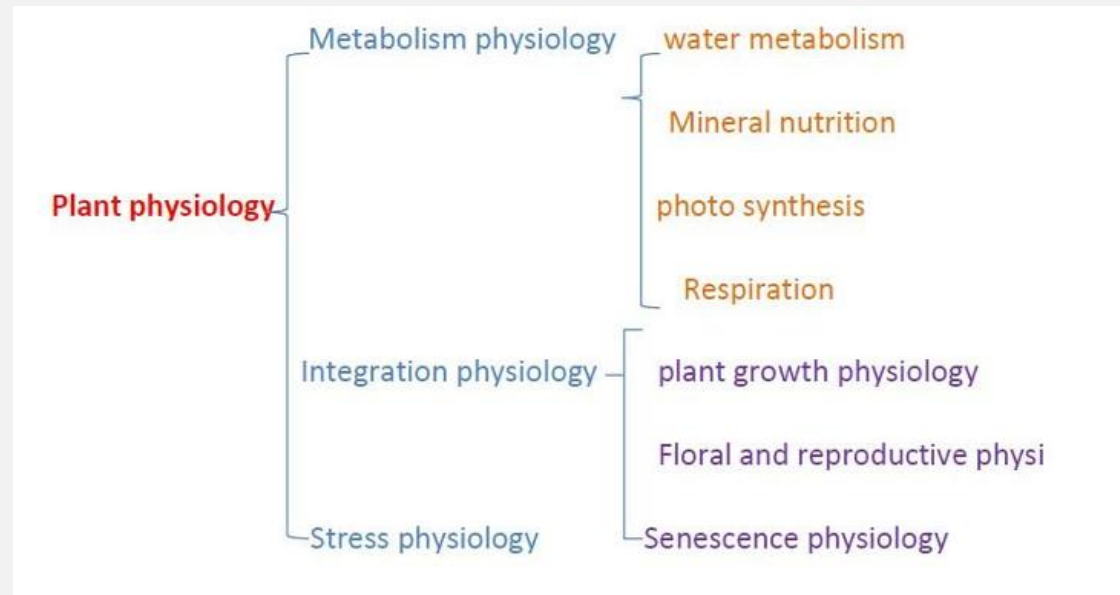 Metabolism physiology water metabolism
Mineral nutrition
Plant physiology photo synthesis
Respiration
Integration physiology plant growth physiology
Floral and reproductive physi
Stress physiology Senescence physiology